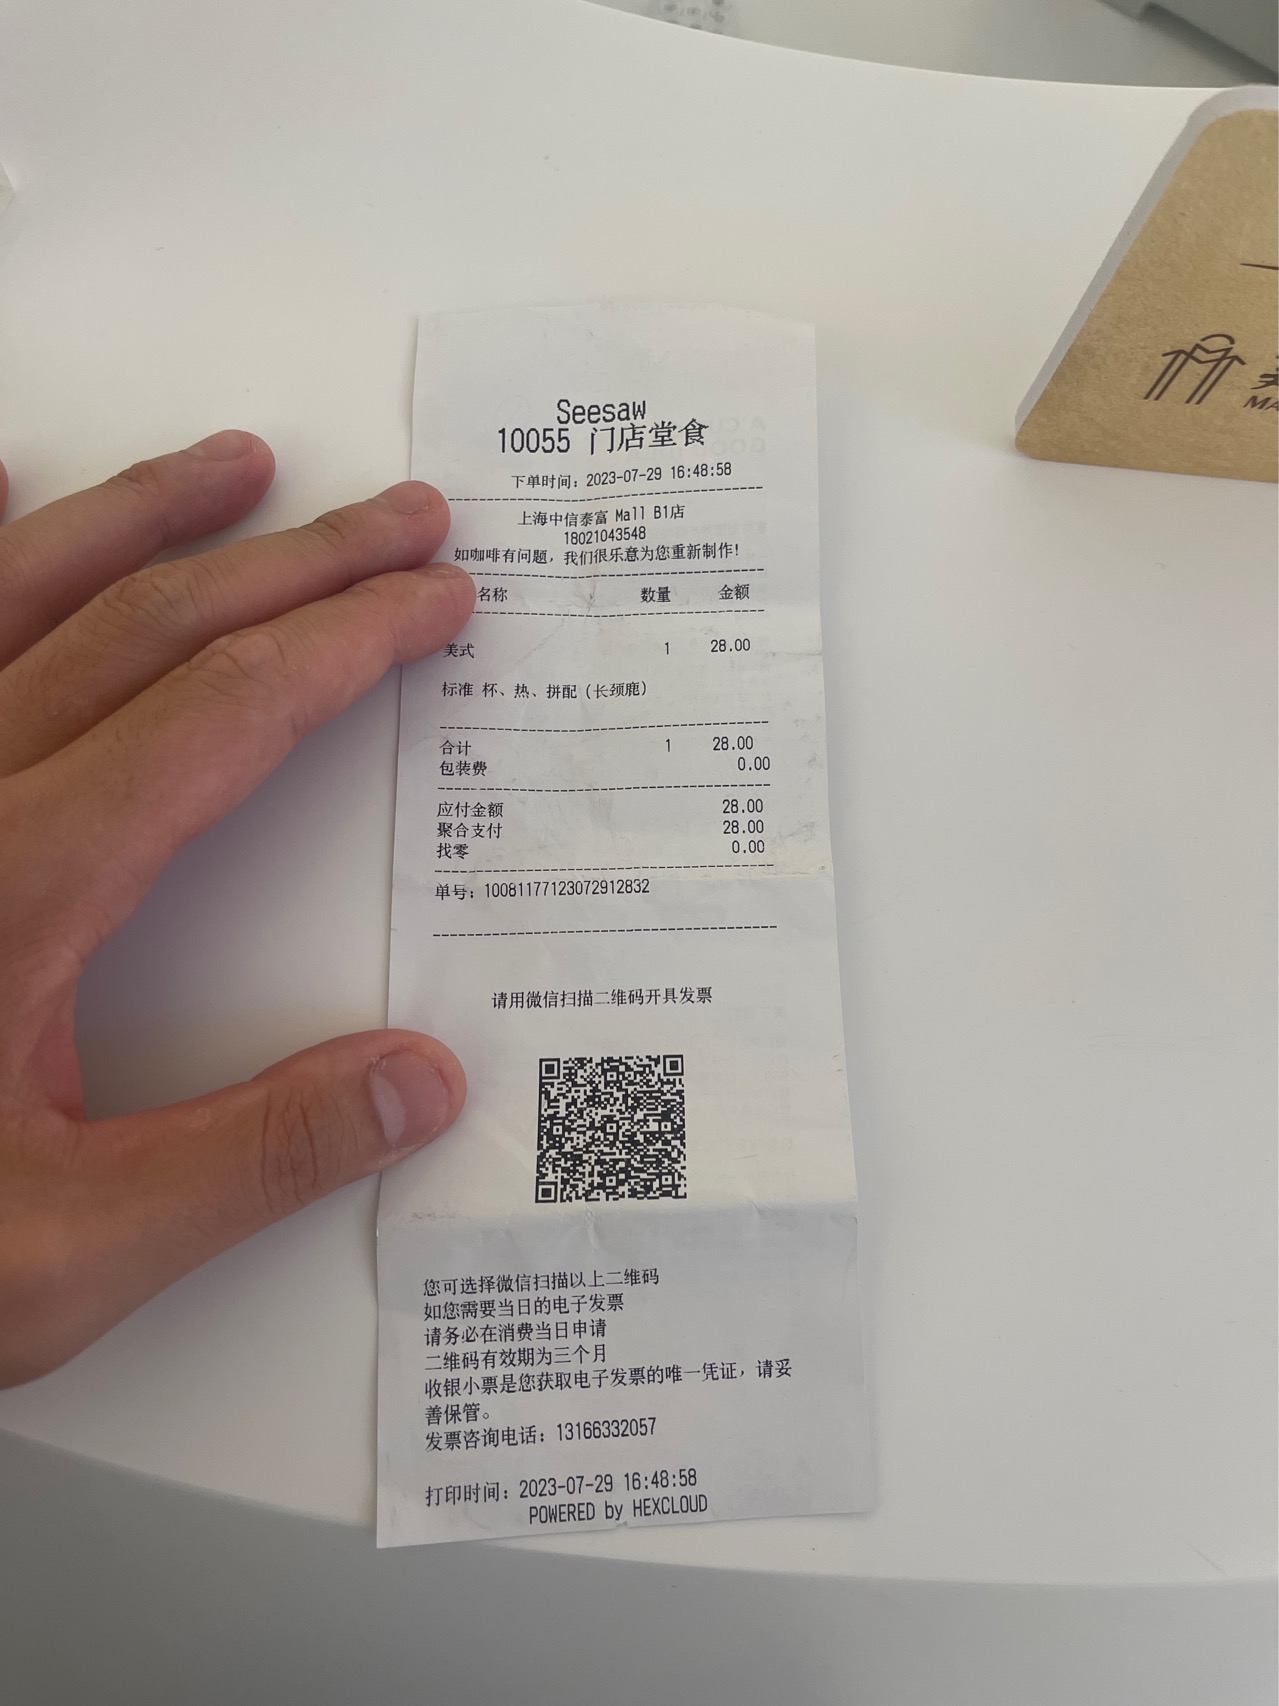 Seesaw
10055 门店堂食
下单时间：2023-07-29 16:48:58
上海中信泰富 Mall B1店
18021043548
如咖啡有问题，我们很乐意为您重新制作！
名称 数量 金额
美式 1 28.00
标准 杯、热、拼配（长颈鹿）
合计 1 28.00
包装费 0.00
应付金额 28.00
聚合支付 28.00
找零 0.00
单号：10081177123072912832
请用微信扫描二维码开具发票
您可选择微信扫描以上二维码
如您需要当日的电子发票
请务必在消费当日申请
二维码有效期为三个月
收银小票是您获取电子发票的唯一凭证，请妥
善保管。
发票咨询电话：13166332057
打印时间：2023-07-29 16:48:58
POWERED by HEXCLOUD